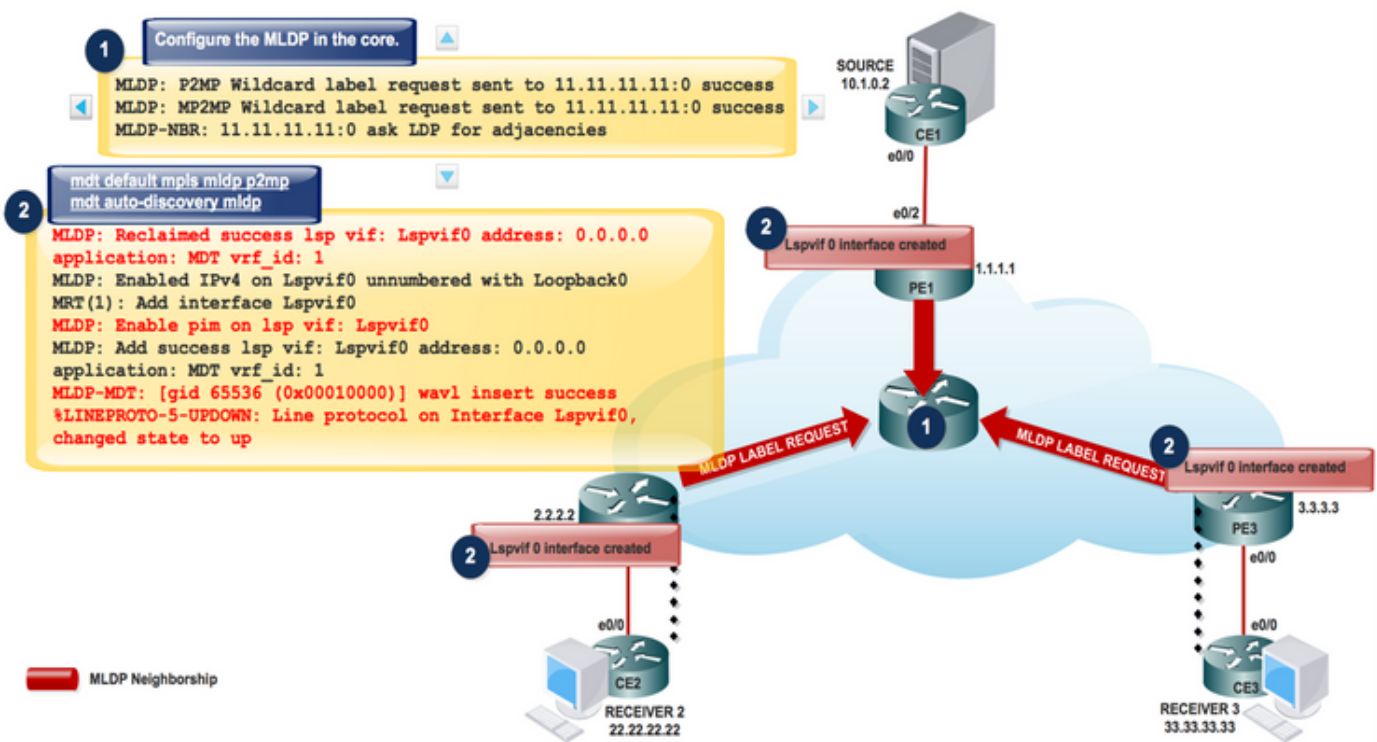 1
Configure the MLDP in the core.
MLDP: P2MP Wildcard label request sent to 11.11.11.11:0 success
MLDP: MP2MP Wildcard label request sent to 11.11.11.11:0 success
MLDP-NBR: 11.11.11.11:0 ask LDP for adjacencies
2
mdt default mpls mldp p2mp
mdt auto-discovery mldp
MLDP: Reclaimed success lsp vif: Lspvif0 address: 0.0.0.0
application: MDT vrf_id: 1
MLDP: Enabled IPv4 on Lspvif0 unnumbered with Loopback0
MRT(1): Add interface Lspvif0
MLDP: Enable pim on lsp vif: Lspvif0
MLDP: Add success lsp vif: Lspvif0 address: 0.0.0.0
application: MDT vrf_id: 1
MLDP-MDT: [gid 65536 (0x00010000)] wavl insert success
%LINEPROTO-5-UPDOWN: Line protocol on Interface Lspvif0,
changed state to up
SOURCE
10.1.0.2
CE1
e0/0
e0/2
2
Lspvif 0 interface created
1.1.1.1
PE1
1
MLDP LABEL REQUEST
MLDP LABEL REQUEST
2
Lspvif 0 interface created
3.3.3.3
PE3
e0/0
2.2.2.2
2
Lspvif 0 interface created
e0/0
CE2
RECEIVER 2
22.22.22.22
e0/0
CE3
RECEIVER 3
33.33.33.33
MLDP Neighborship